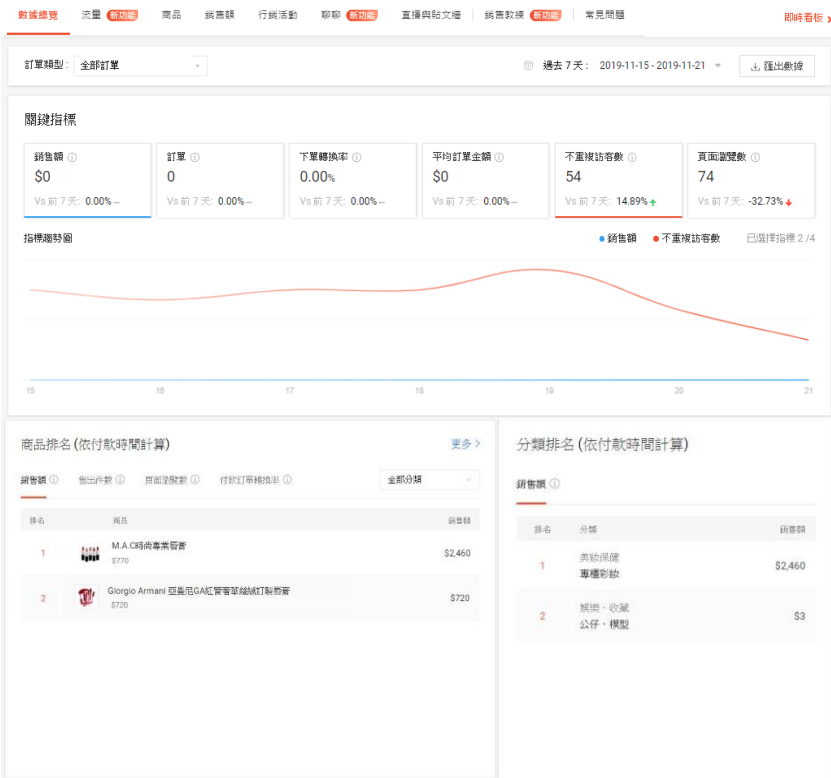 數據總覽 流量 新功能 商品 銷售額 行銷活動 聊聊 新功能 直播與貼文牆 銷售教練 新功能 常見問題 即時看板
訂單類型: 全部訂單 過去 7 天: 2019-11-15 - 2019-11-21 匯出數據
關鍵指標
銷售額 訂單 下單轉換率 平均訂單金額 不重複訪客數 頁面瀏覽數
$0 0 0.00% $0 54 74
Vs 前 7 天: 0.00% – Vs 前 7 天: 0.00% – Vs 前 7 天: 0.00% – Vs 前 7 天: 0.00% – Vs 前 7 天: 14.89% Vs 前 7 天: -32.73%
指標趨勢圖 銷售額 不重複訪客數 已選擇指標 2 /4
15 16 17 18 19 20 21
商品排名 (依付款時間計算) 更多
銷售額 售出件數 頁面瀏覽數 付款訂單轉換率 全部分類
排名 商品 銷售額
1 M.A.C時尚專業唇膏 $2,460
$770
2 Giorgio Armani 亞曼尼GA紅管奢華絲絨訂製唇膏 $720
$720
分類排名 (依付款時間計算)
銷售額
排名 分類 銷售額
1 美妝保健 $2,460
專櫃彩妝
2 娛樂、收藏 $3
公仔、模型